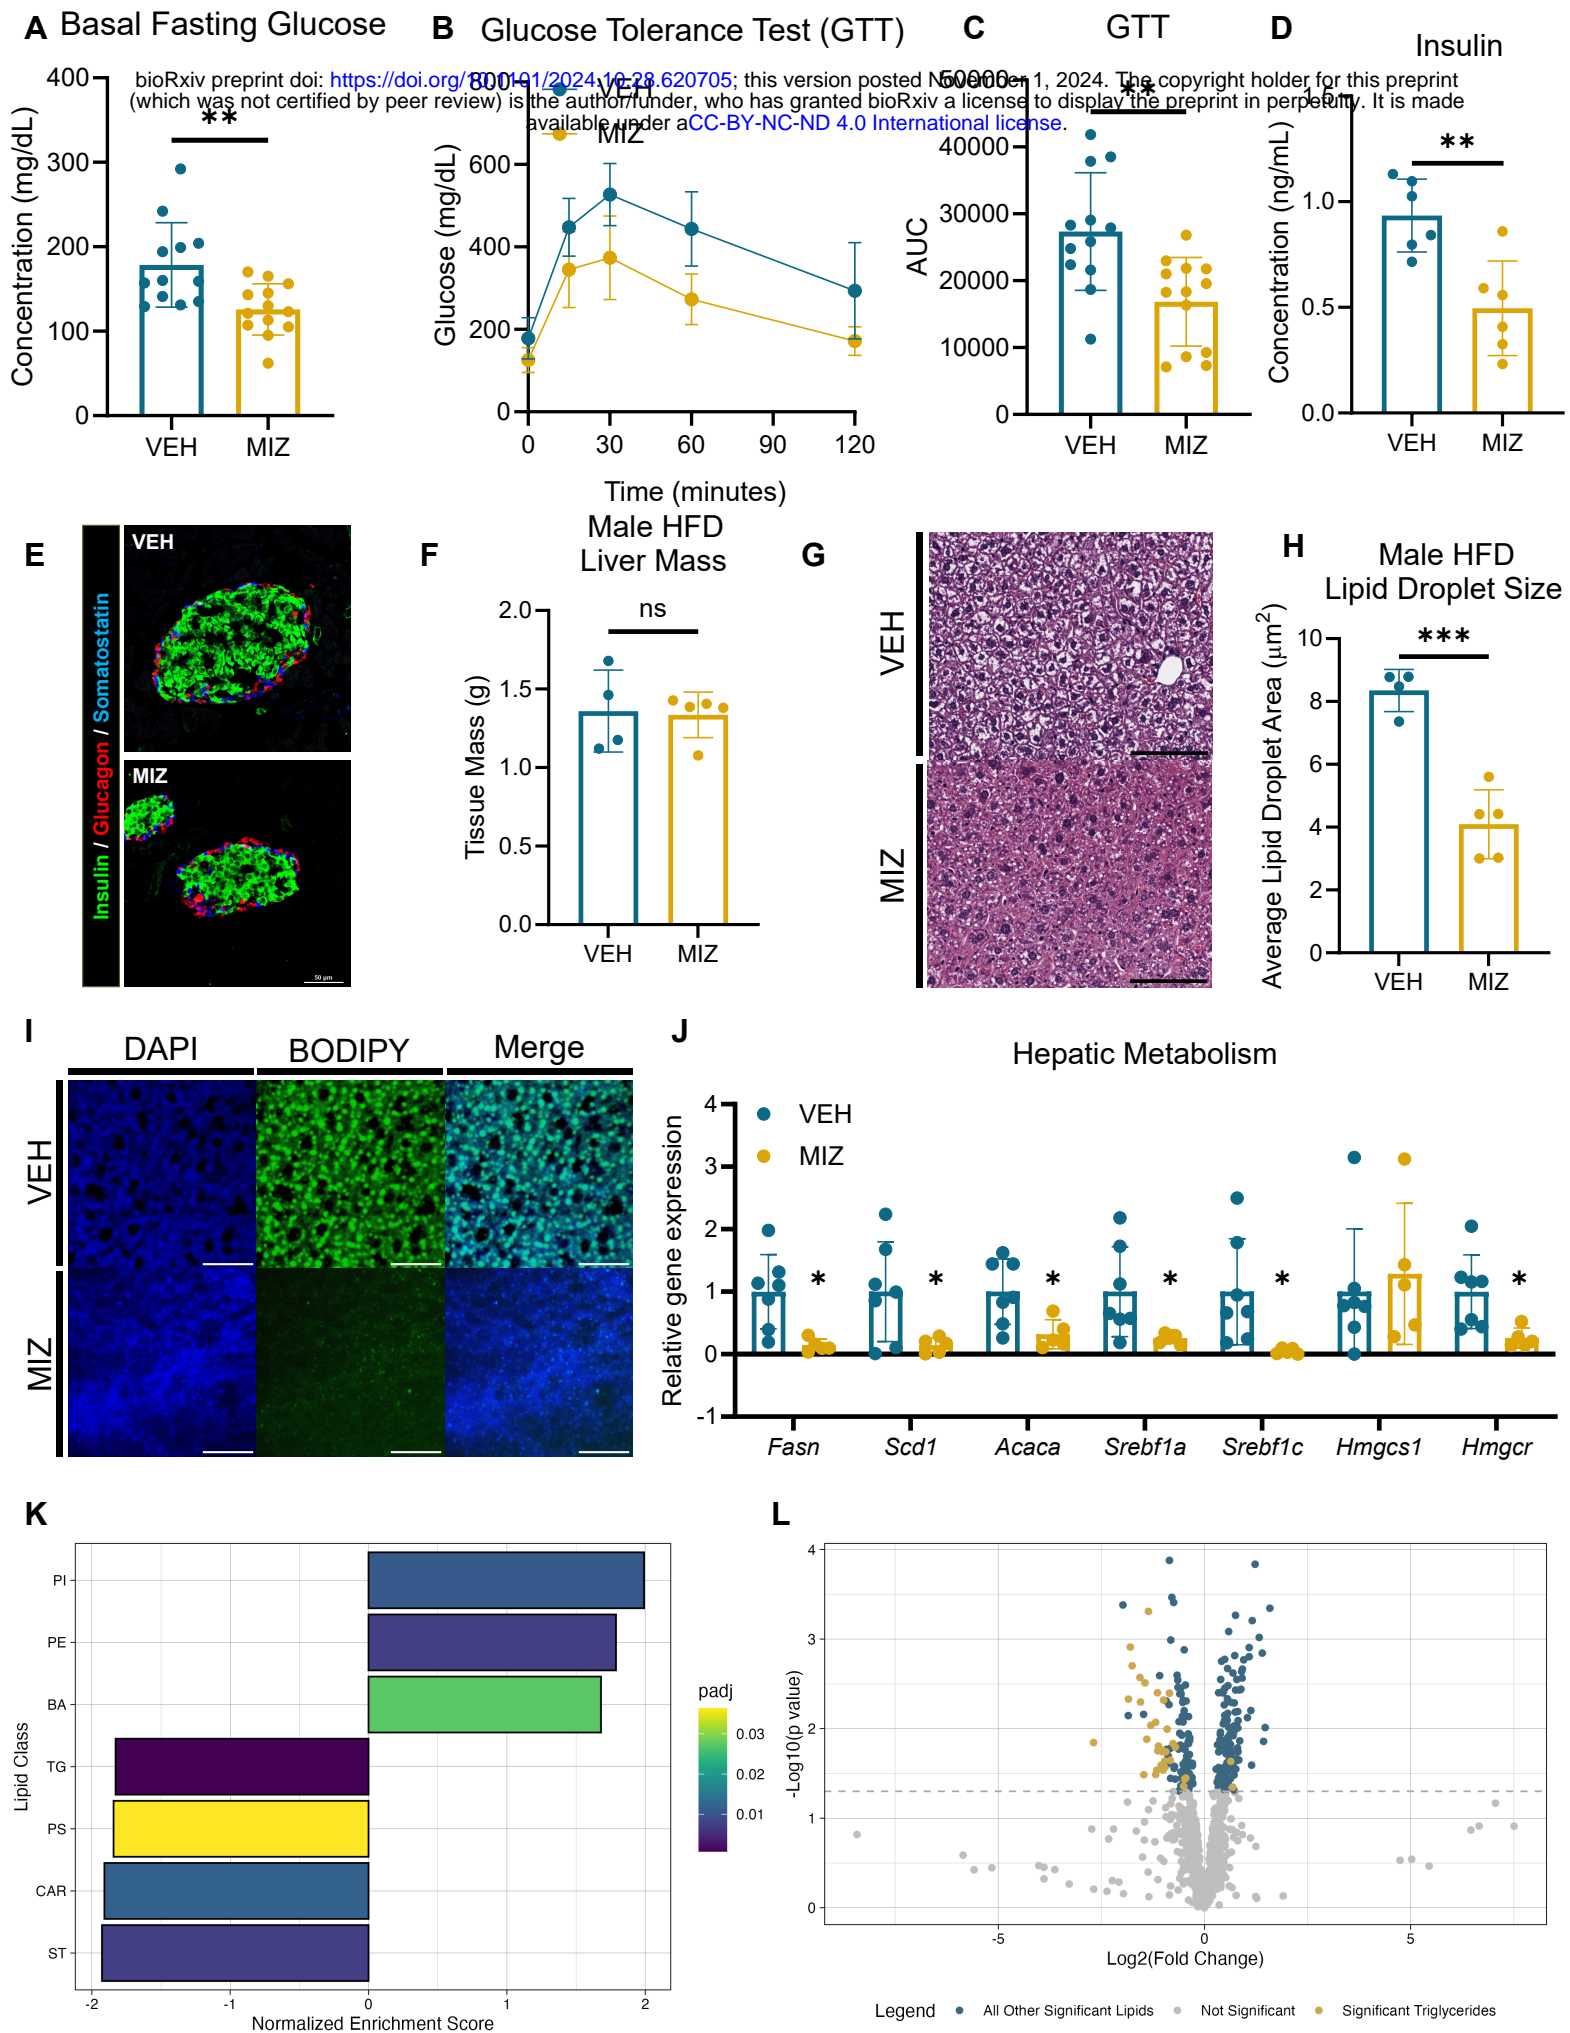 A Basal Fasting Glucose
B Glucose Tolerance Test (GTT)
C GTT
D Insulin
bioRxiv preprint doi: https://doi.org/10.1101/2024.10.28.620705; this version posted November 1, 2024. The copyright holder for this preprint
(which was not certified by peer review) is the author/funder, who has granted bioRxiv a license to display the preprint in perpetuity. It is made
available under aCC-BY-NC-ND 4.0 International license.
Concentration (mg/dL)
400
300
200
100
0
**
VEH MIZ
Glucose (mg/dL)
800
600
400
200
0
VEH
MIZ
0 30 60 90 120
Time (minutes)
AUC
50000
40000
30000
20000
10000
0
**
VEH MIZ
Concentration (ng/mL)
1.5
1.0
0.5
0.0
**
VEH MIZ
E
Insulin / Glucagon / Somatostatin
VEH
MIZ
50 µm
F
Male HFD
Liver Mass
Tissue Mass (g)
2.0
1.5
1.0
0.5
0.0
ns
VEH MIZ
G
VEH
MIZ
H
Male HFD
Lipid Droplet Size
Average Lipid Droplet Area (µm2)
10
8
6
4
2
0
***
VEH MIZ
I
DAPI BODIPY Merge
VEH
MIZ
J
Hepatic Metabolism
Relative gene expression
4
3
2
1
0
-1
VEH
MIZ
* * * * * *
Fasn Scd1 Acaca Srebf1a Srebf1c Hmgcs1 Hmgcr
K
Lipid Class
PI
PE
BA
TG
PS
CAR
ST
-2 -1 0 1 2
Normalized Enrichment Score
padj
0.03
0.02
0.01
L
-Log10(p value)
4
3
2
1
0
-5 0 5
Log2(Fold Change)
Legend All Other Significant Lipids Not Significant Significant Triglycerides